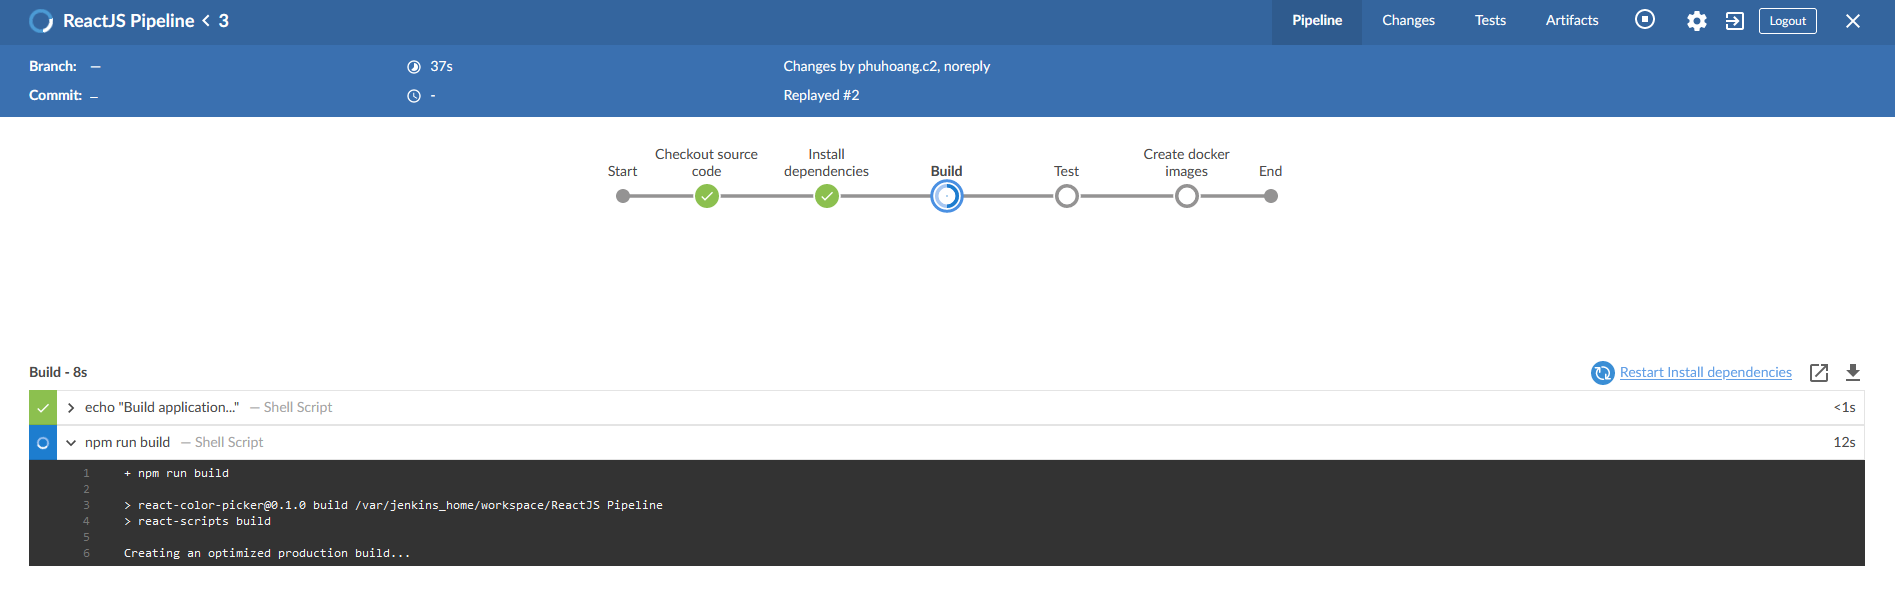 ReactJS Pipeline < 3
Pipeline Changes Tests Artifacts Logout
Branch: — 37s Changes by phuhoang.c2, noreply
Commit: – - Replayed #2
Start Checkout source code Install dependencies Build Test Create docker images End
Build - 8s Restart Install dependencies
echo "Build application..." — Shell Script <1s
npm run build — Shell Script 12s
1 + npm run build
2
3 > react-color-picker@0.1.0 build /var/jenkins_home/workspace/ReactJS Pipeline
4 > react-scripts build
5
6 Creating an optimized production build...